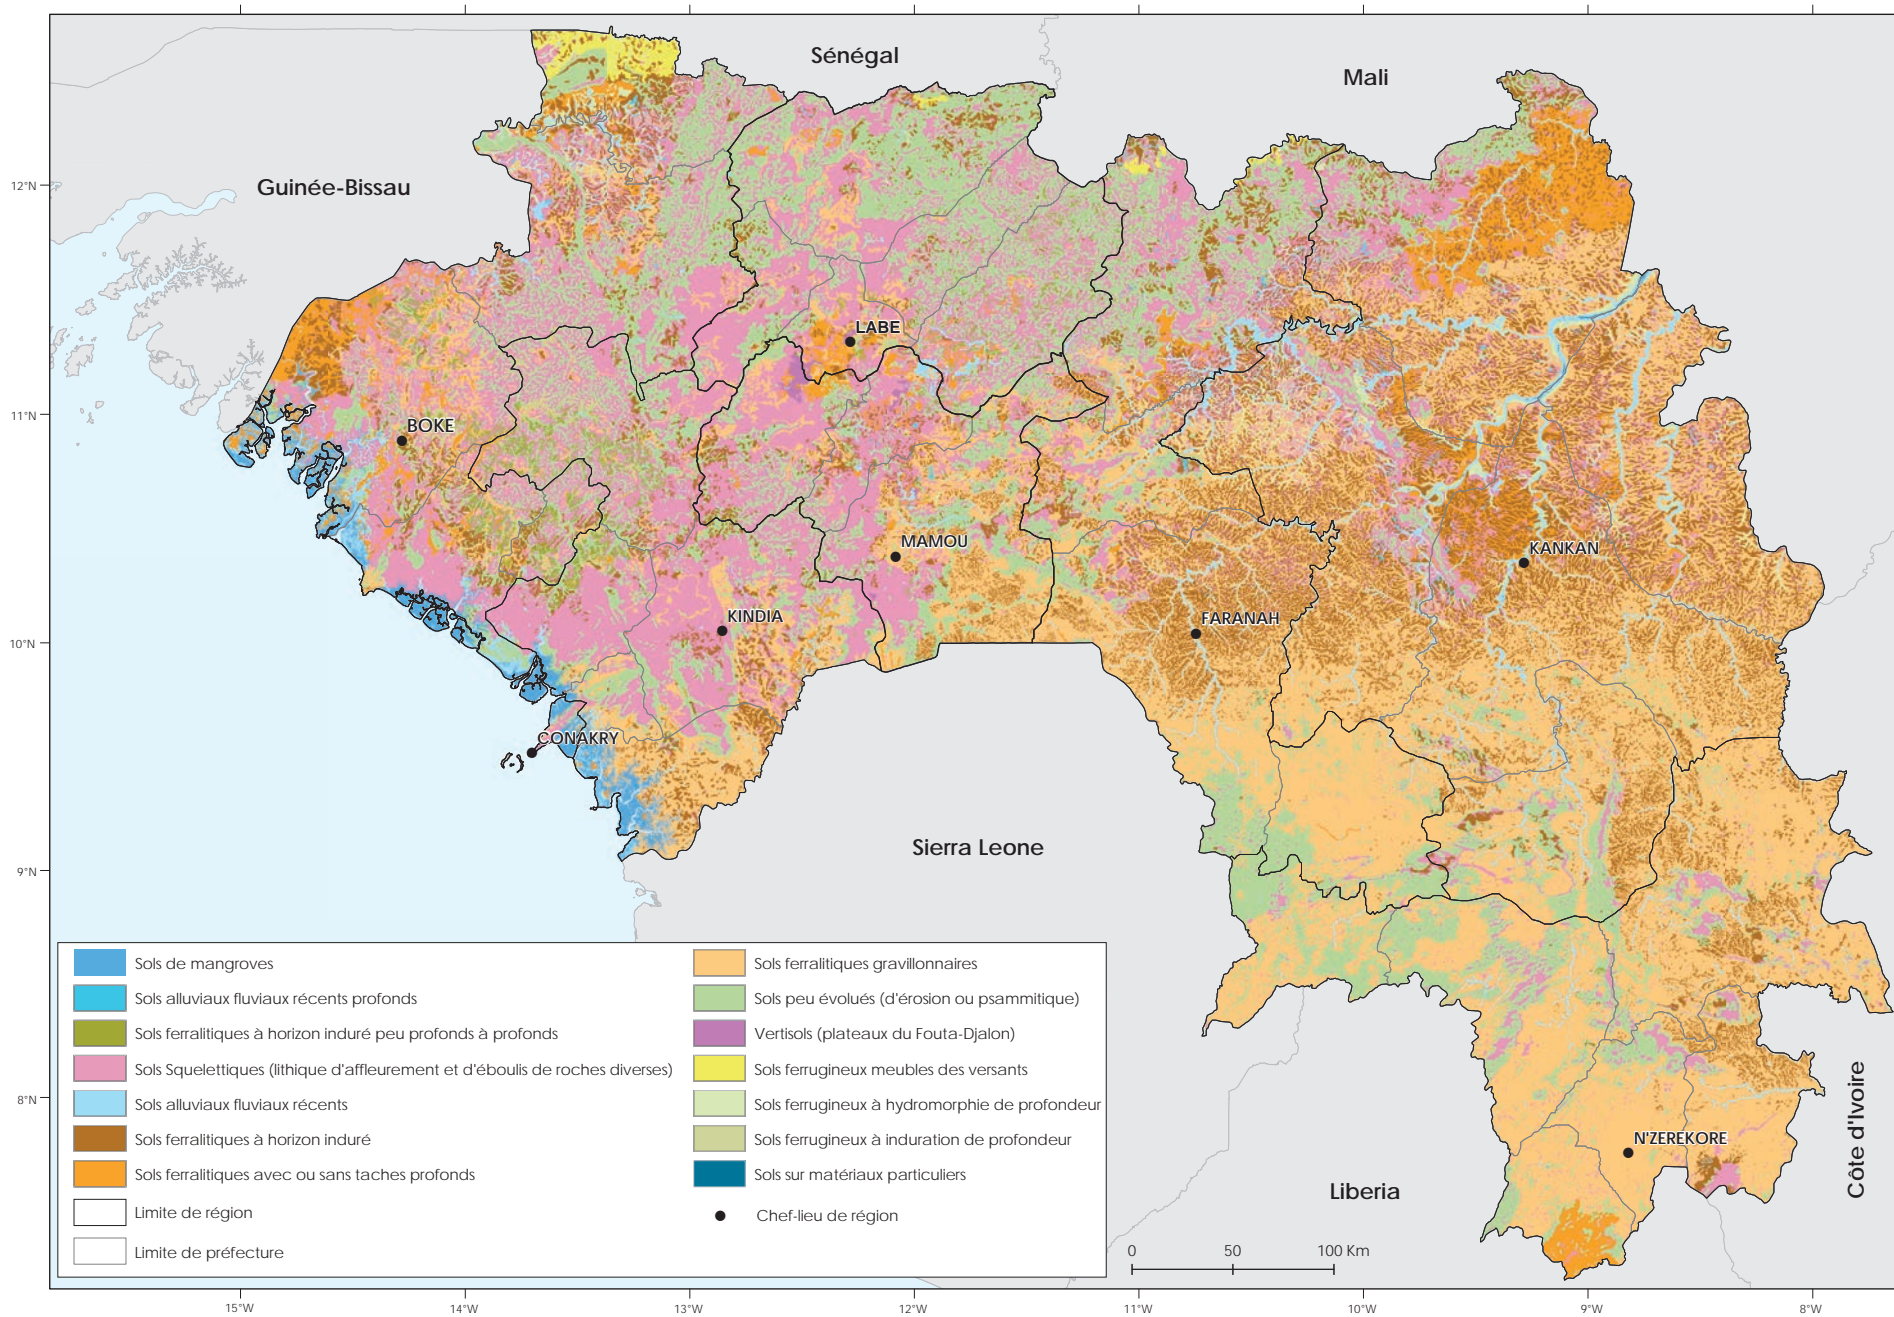 Sénégal
Mali
Guinée-Bissau
12°N
11°N
10°N
9°N
8°N
LABE
BOKE
MAMOU
KANKAN
KINDIA
FARANAH
CONAKRY
Sierra Leone
N'ZEREKORE
Liberia
Côte d'Ivoire
Sols de mangroves
Sols alluviaux fluviaux récents profonds
Sols ferralitiques à horizon induré peu profonds à profonds
Sols Squelettiques (lithique d'affleurement et d'éboulis de roches diverses)
Sols alluviaux fluviaux récents
Sols ferralitiques à horizon induré
Sols ferralitiques avec ou sans taches profonds
Limite de région
Limite de préfecture
Sols ferralitiques gravillonnaires
Sols peu évolués (d'érosion ou psammitique)
Vertisols (plateaux du Fouta-Djalon)
Sols ferrugineux meubles des versants
Sols ferrugineux à hydromorphie de profondeur
Sols ferrugineux à induration de profondeur
Sols sur matériaux particuliers
Chef-lieu de région
0 50 100 Km
15°W 14°W 13°W 12°W 11°W 10°W 9°W 8°W